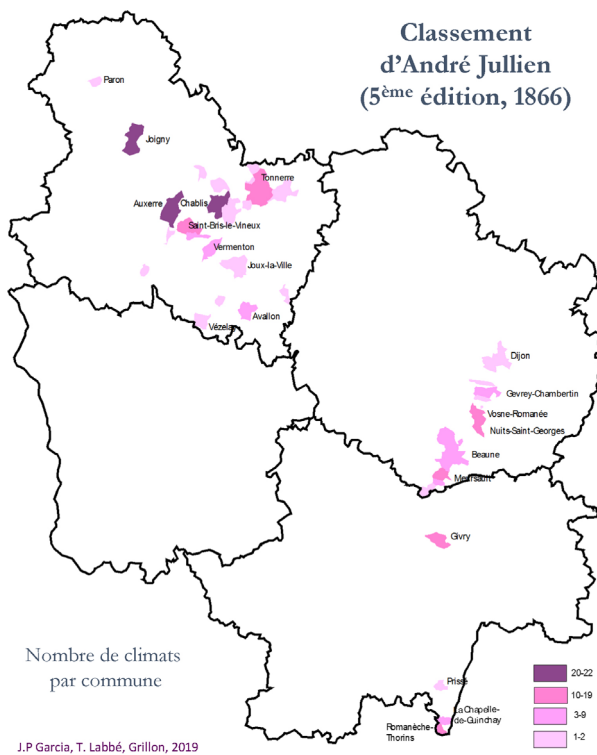 Classement
d'André Jullien
(5ème édition, 1866)
Paron
Joigny
Tonnerre
Auxerre
Chablis
Saint-Bris-le-Vineux
Vermenton
Joux-la-Ville
Avallon
Vézelay
Dijon
Gevrey-Chambertin
Vosne-Romanée
Nuits-Saint-Georges
Beaune
Meursault
Givry
Nombre de climats
par commune
Prissé
La Chapelle-
de-Guinchay
Romanèche-
Thorins
20-22
10-19
3-9
1-2
J.P Garcia, T. Labbé, Grillon, 2019